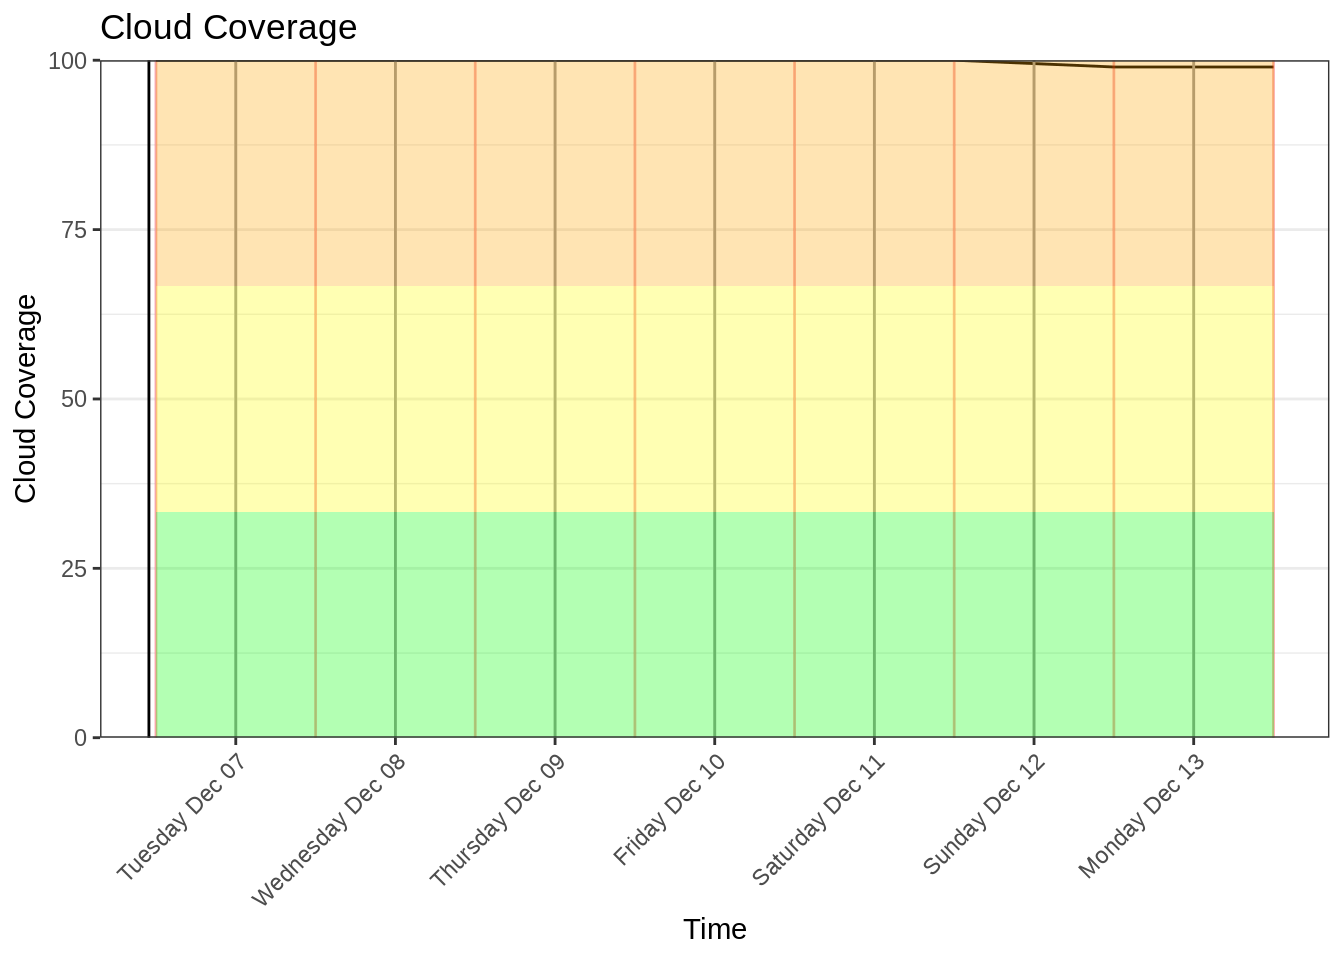 Cloud Coverage
100
75
50
25
0
Cloud Coverage
Tuesday Dec 07
Wednesday Dec 08
Thursday Dec 09
Friday Dec 10
Saturday Dec 11
Sunday Dec 12
Monday Dec 13
Time